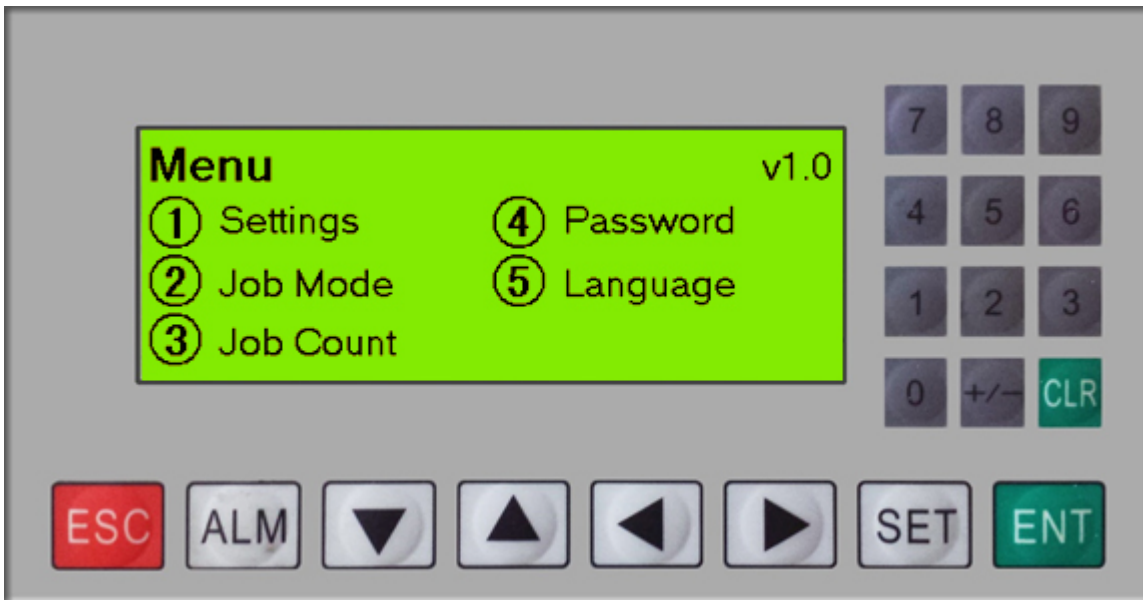 Menu v1.0
1 Settings 4 Password
2 Job Mode 5 Language
3 Job Count
7 8 9
4 5 6
1 2 3
0 +/- CLR
ESC ALM SET ENT